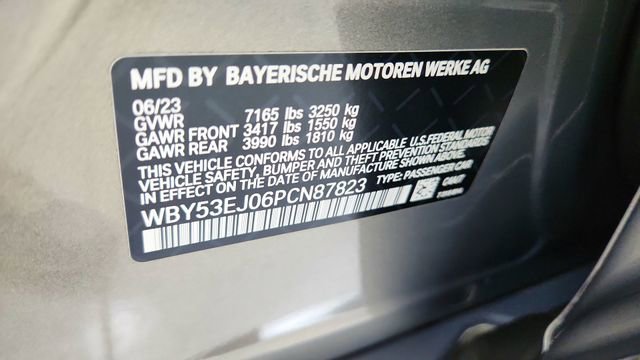 MFD BY BAYERISCHE MOTOREN WERKE AG
06/23
GVWR 7165 lbs 3250 kg
GAWR FRONT 3417 lbs 1550 kg
GAWR REAR 3990 lbs 1810 kg
THIS VEHICLE CONFORMS TO ALL APPLICABLE U.S.FEDERAL MOTOR
VEHICLE SAFETY, BUMPER AND THEFT PREVENTION STANDARDS
IN EFFECT ON THE DATE OF MANUFACTURE SHOWN ABOVE.
WBY53EJ06PCN87823 TYPE: PASSENGER CAR